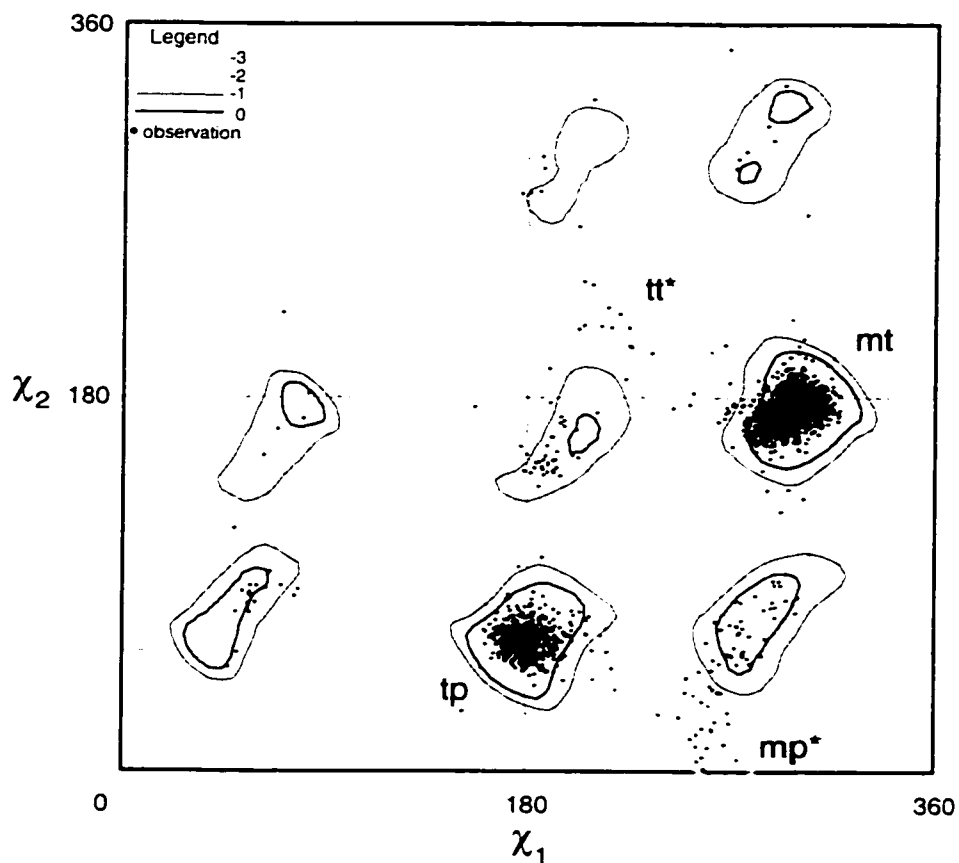 360
Legend
-3
-2
-1
0
• observation
tt*
mt
χ2
180
tp
mp*
0
180
360
χ1